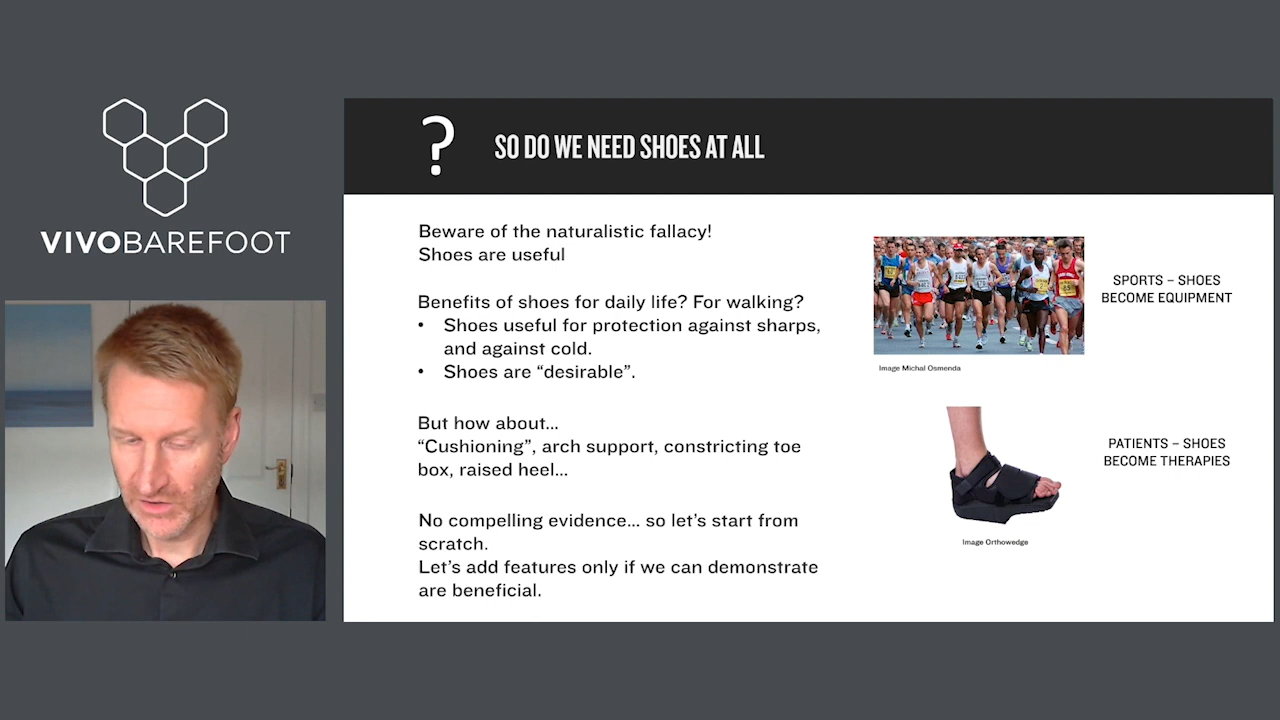 VIVOBAREFOOT
?
SO DO WE NEED SHOES AT ALL
Beware of the naturalistic fallacy!
Shoes are useful
Benefits of shoes for daily life? For walking?
• Shoes useful for protection against sharps,
and against cold.
• Shoes are “desirable”.
But how about...
“Cushioning”, arch support, constricting toe
box, raised heel...
No compelling evidence... so let’s start from
scratch.
Let’s add features only if we can demonstrate
are beneficial.
SPORTS – SHOES
BECOME EQUIPMENT
Image Michal Osmenda
PATIENTS – SHOES
BECOME THERAPIES
Image Orthowedge